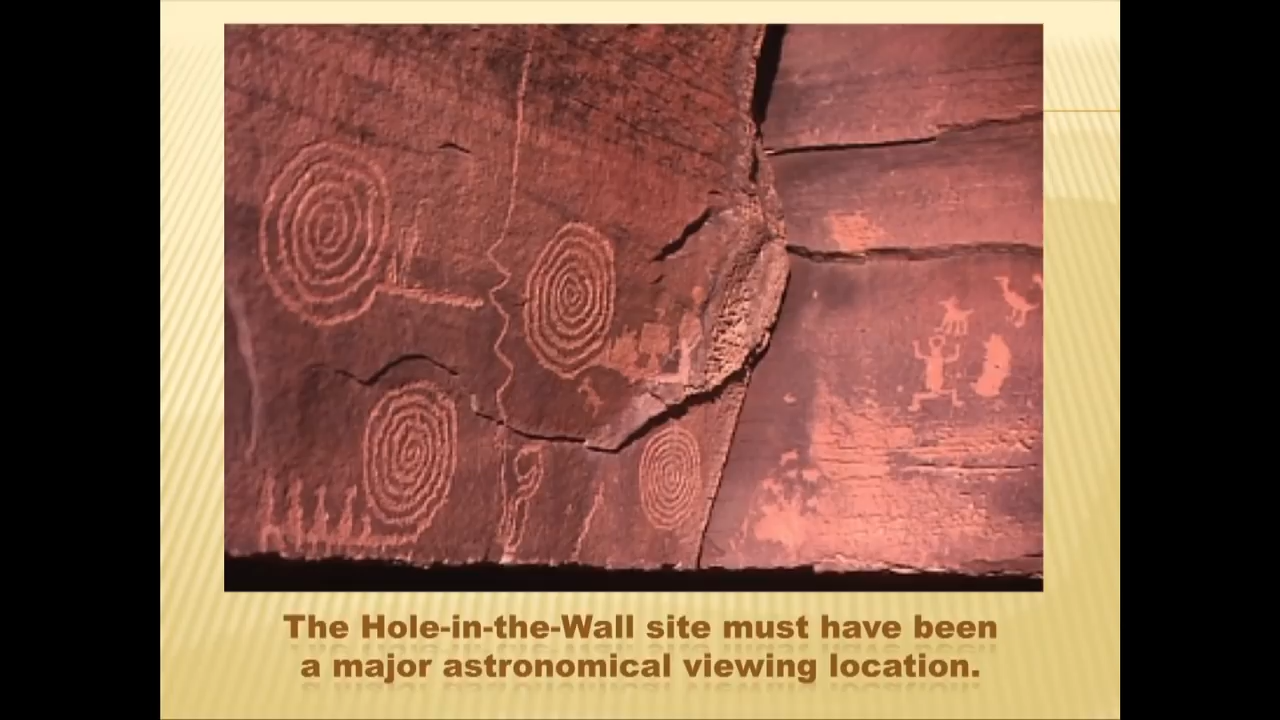 The Hole-in-the-Wall site must have been
a major astronomical viewing location.